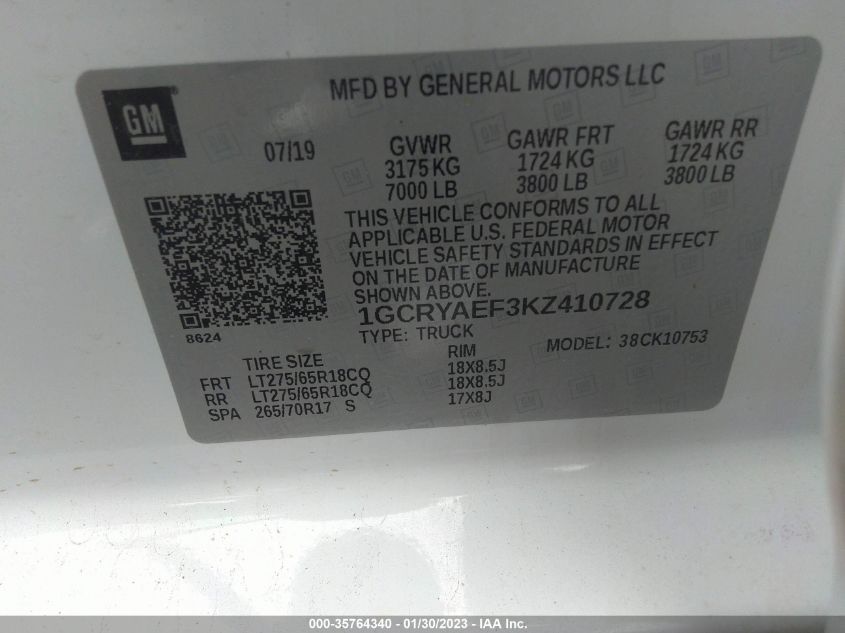 MFD BY GENERAL MOTORS LLC
GM
07/19
GVWR GAWR FRT GAWR RR
3175 KG 1724 KG 1724 KG
7000 LB 3800 LB 3800 LB
THIS VEHICLE CONFORMS TO ALL
APPLICABLE U.S. FEDERAL MOTOR
VEHICLE SAFETY STANDARDS IN EFFECT
ON THE DATE OF MANUFACTURE
SHOWN ABOVE.
1GCRYAEF3KZ410728
8624
TYPE: TRUCK MODEL: 38CK10753
TIRE SIZE RIM
FRT LT275/65R18CQ 18X8.5J
RR LT275/65R18CQ 18X8.5J
SPA 265/70R17 S 17X8J
000-35764340 - 01/30/2023 - IAA Inc.